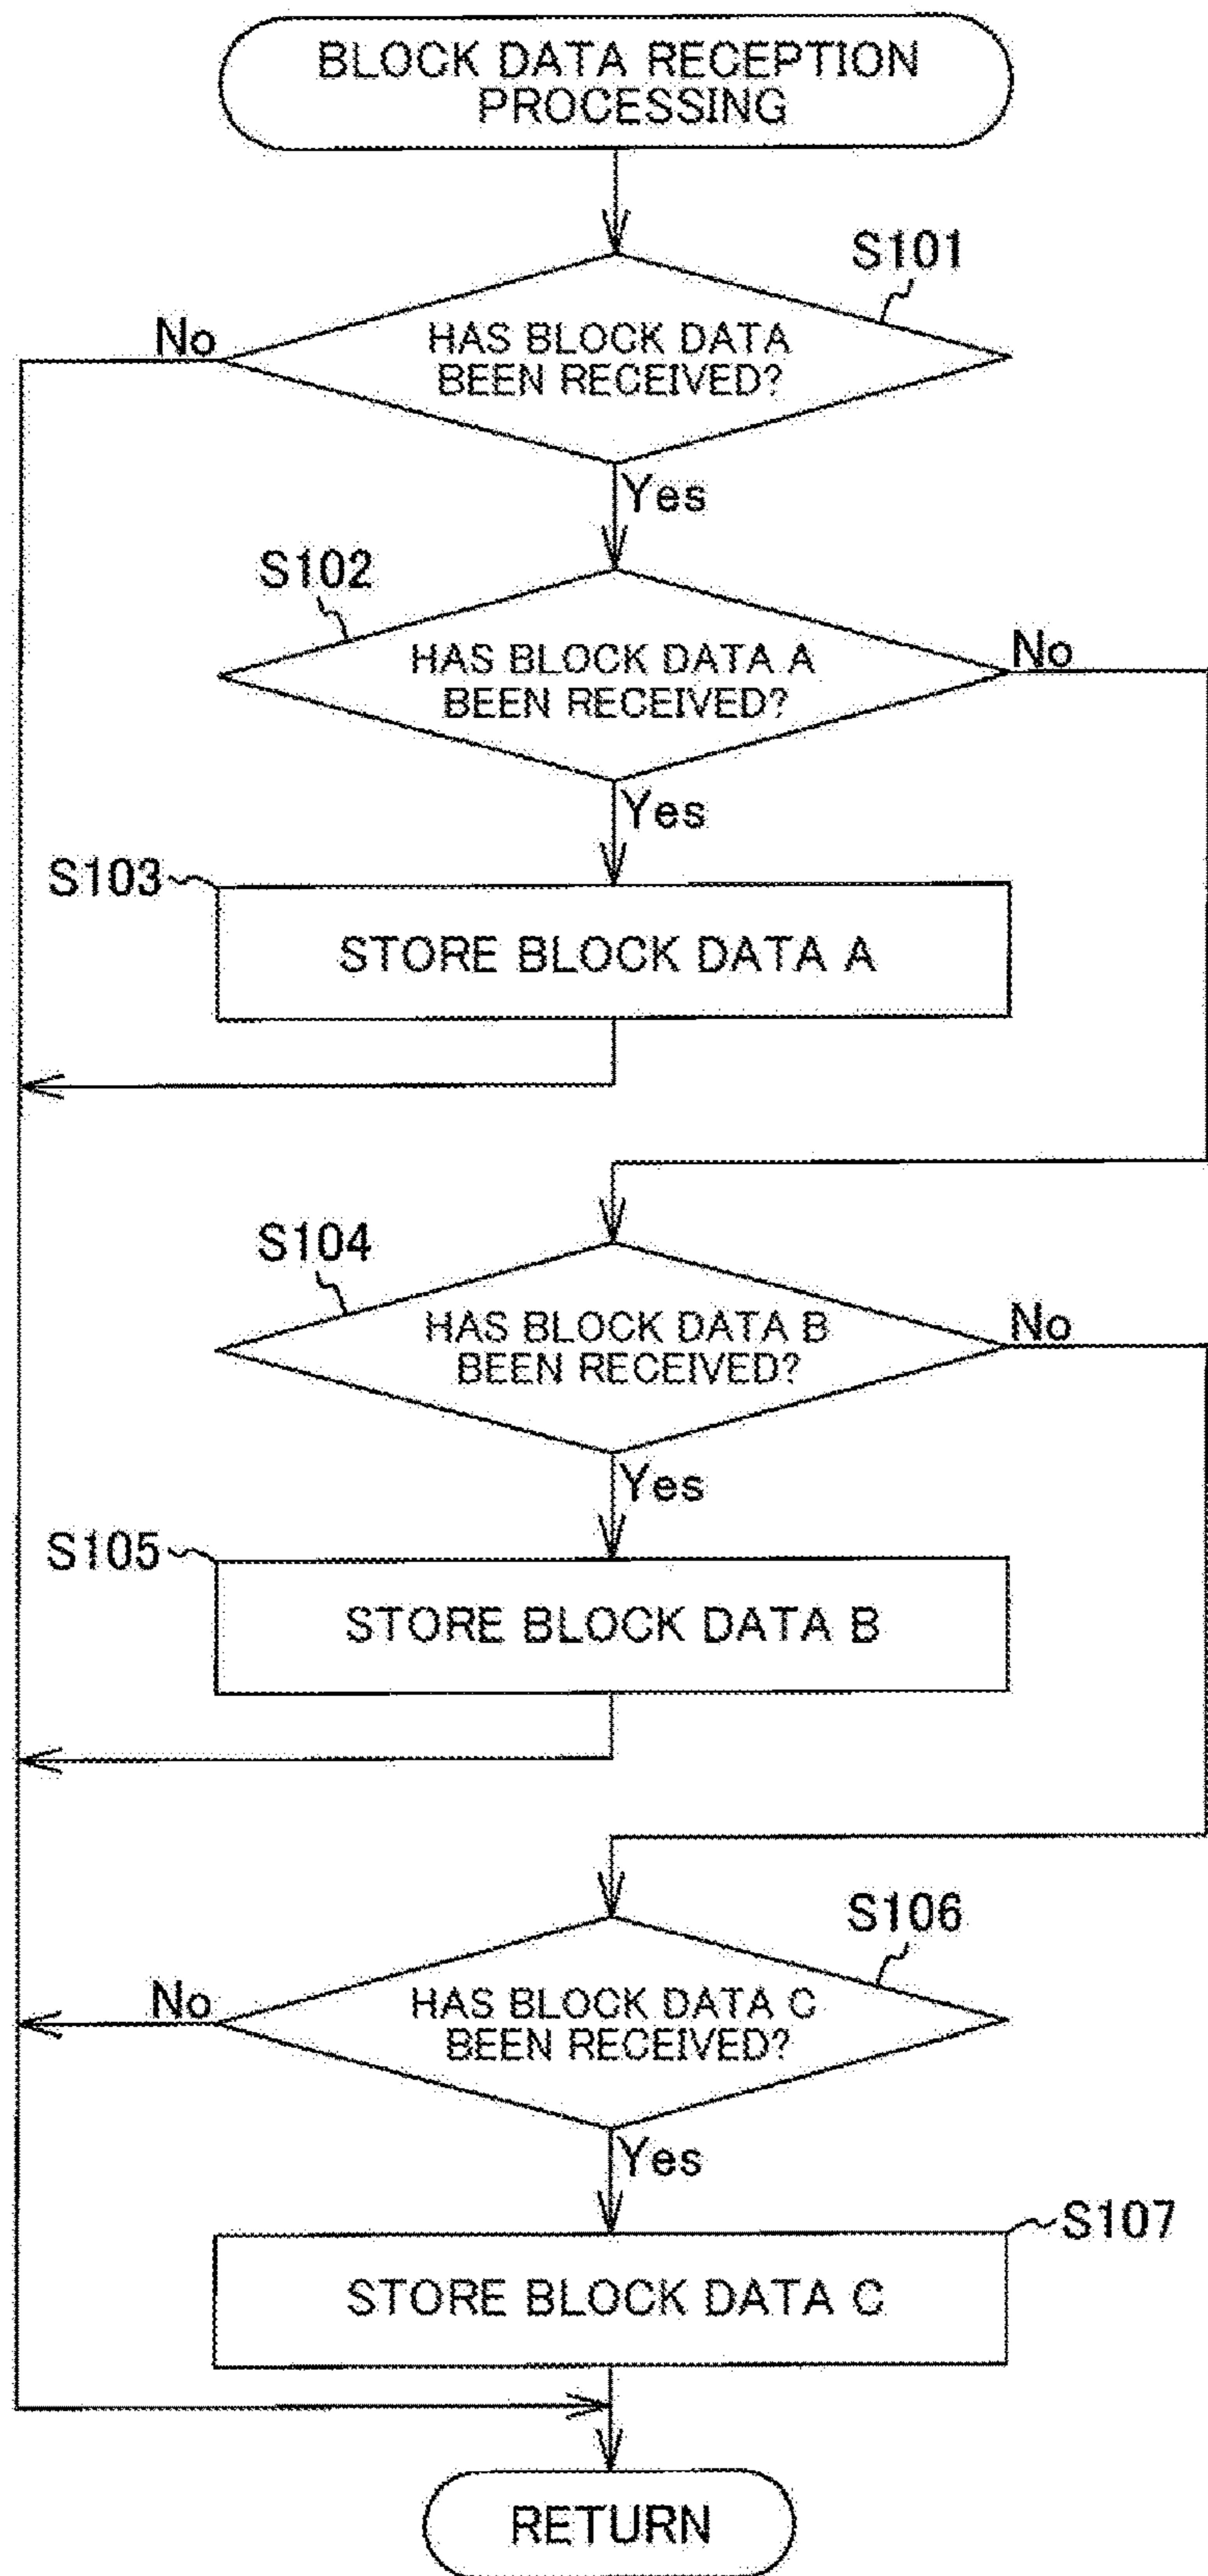 BLOCK DATA RECEPTION
PROCESSING
S101
No
HAS BLOCK DATA
BEEN RECEIVED?
Yes
S102
HAS BLOCK DATA A
BEEN RECEIVED?
No
Yes
S103
STORE BLOCK DATA A
S104
HAS BLOCK DATA B
BEEN RECEIVED?
No
Yes
S105
STORE BLOCK DATA B
S106
No
HAS BLOCK DATA C
BEEN RECEIVED?
Yes
S107
STORE BLOCK DATA C
RETURN